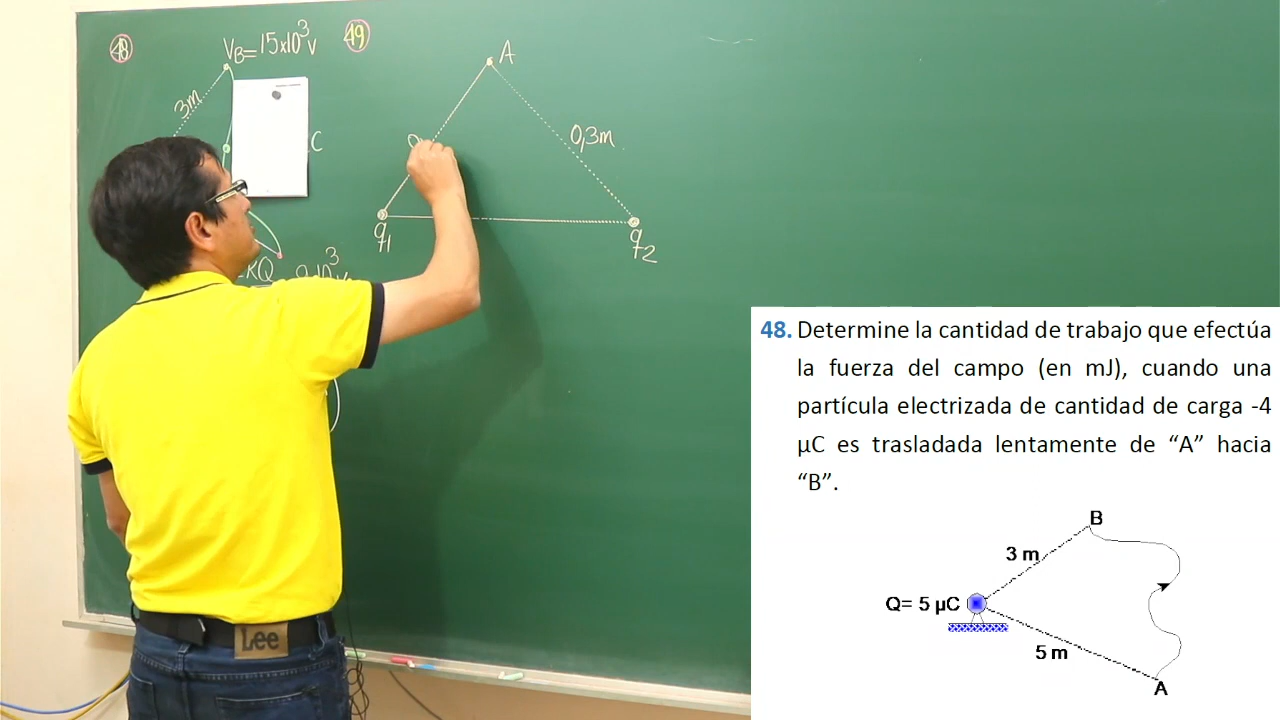 48
V_B = 15x10³ v
49
3m
C
A
0,3m
q₁
q₂
KQ
48. Determine la cantidad de trabajo que efectúa
la fuerza del campo (en mJ), cuando una
partícula electrizada de cantidad de carga -4
µC es trasladada lentamente de “A” hacia
“B”.
B
3 m
Q= 5 µC
5 m
A
Lee